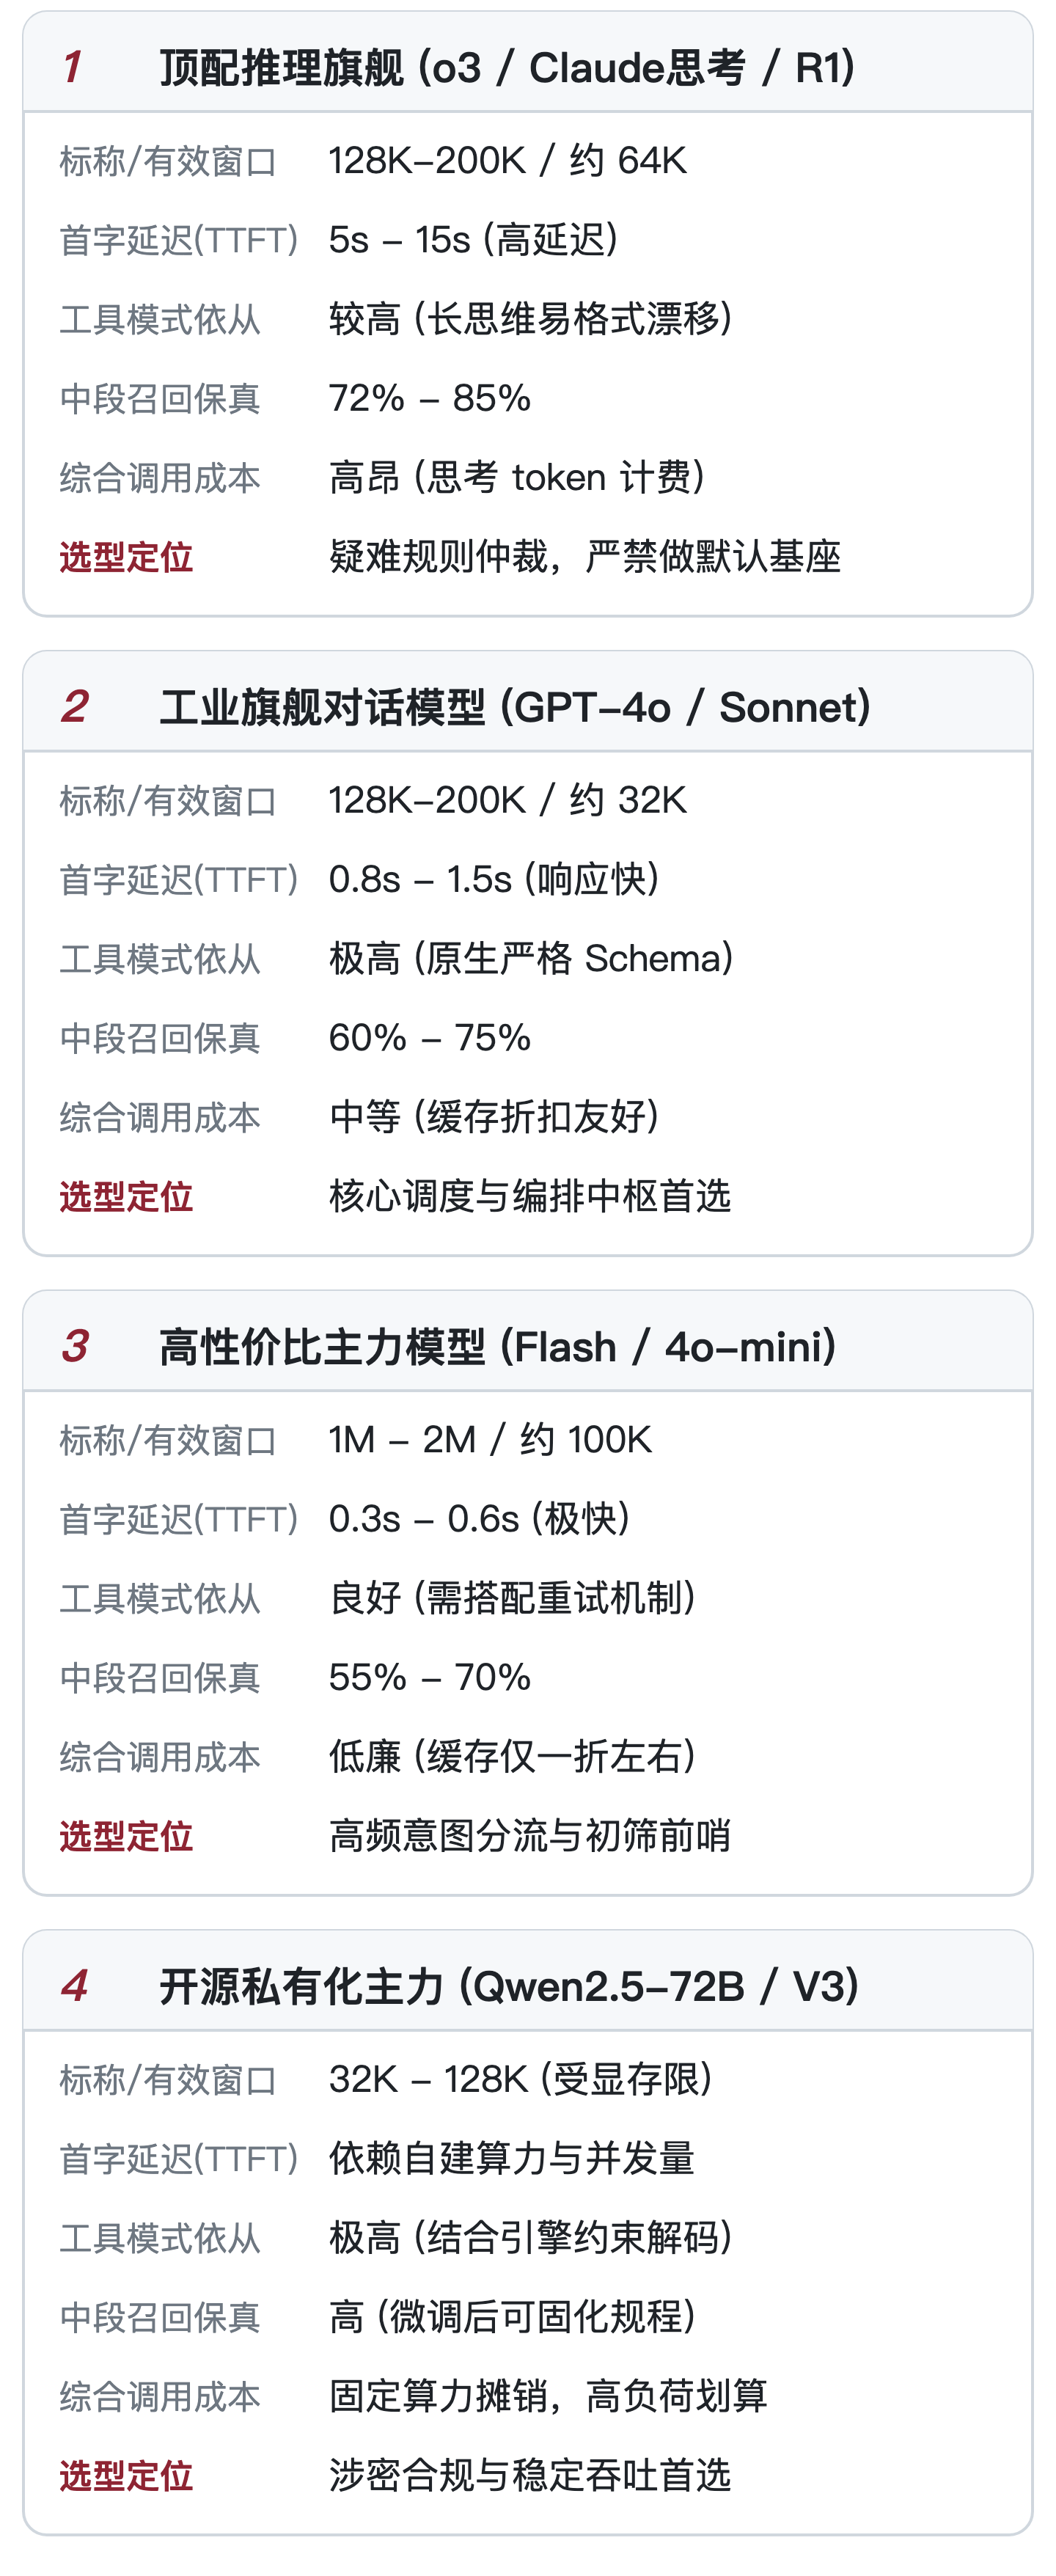 1 顶配推理旗舰 (o3 / Claude思考 / R1)
标称/有效窗口 128K–200K / 约 64K
首字延迟(TTFT) 5s – 15s (高延迟)
工具模式依从 较高 (长思维易格式漂移)
中段召回保真 72% – 85%
综合调用成本 高昂 (思考 token 计费)
选型定位 疑难规则仲裁，严禁做默认基座
2 工业旗舰对话模型 (GPT–4o / Sonnet)
标称/有效窗口 128K–200K / 约 32K
首字延迟(TTFT) 0.8s – 1.5s (响应快)
工具模式依从 极高 (原生严格 Schema)
中段召回保真 60% – 75%
综合调用成本 中等 (缓存折扣友好)
选型定位 核心调度与编排中枢首选
3 高性价比主力模型 (Flash / 4o–mini)
标称/有效窗口 1M – 2M / 约 100K
首字延迟(TTFT) 0.3s – 0.6s (极快)
工具模式依从 良好 (需搭配重试机制)
中段召回保真 55% – 70%
综合调用成本 低廉 (缓存仅一折左右)
选型定位 高频意图分流与初筛前哨
4 开源私有化主力 (Qwen2.5–72B / V3)
标称/有效窗口 32K – 128K (受显存限)
首字延迟(TTFT) 依赖自建算力与并发量
工具模式依从 极高 (结合引擎约束解码)
中段召回保真 高 (微调后可固化规程)
综合调用成本 固定算力摊销，高负荷划算
选型定位 涉密合规与稳定吞吐首选